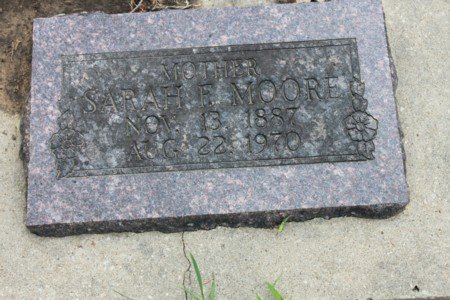 MOTHER
SARAH F. MOORE
NOV. 13, 1887
AUG. 22, 1970